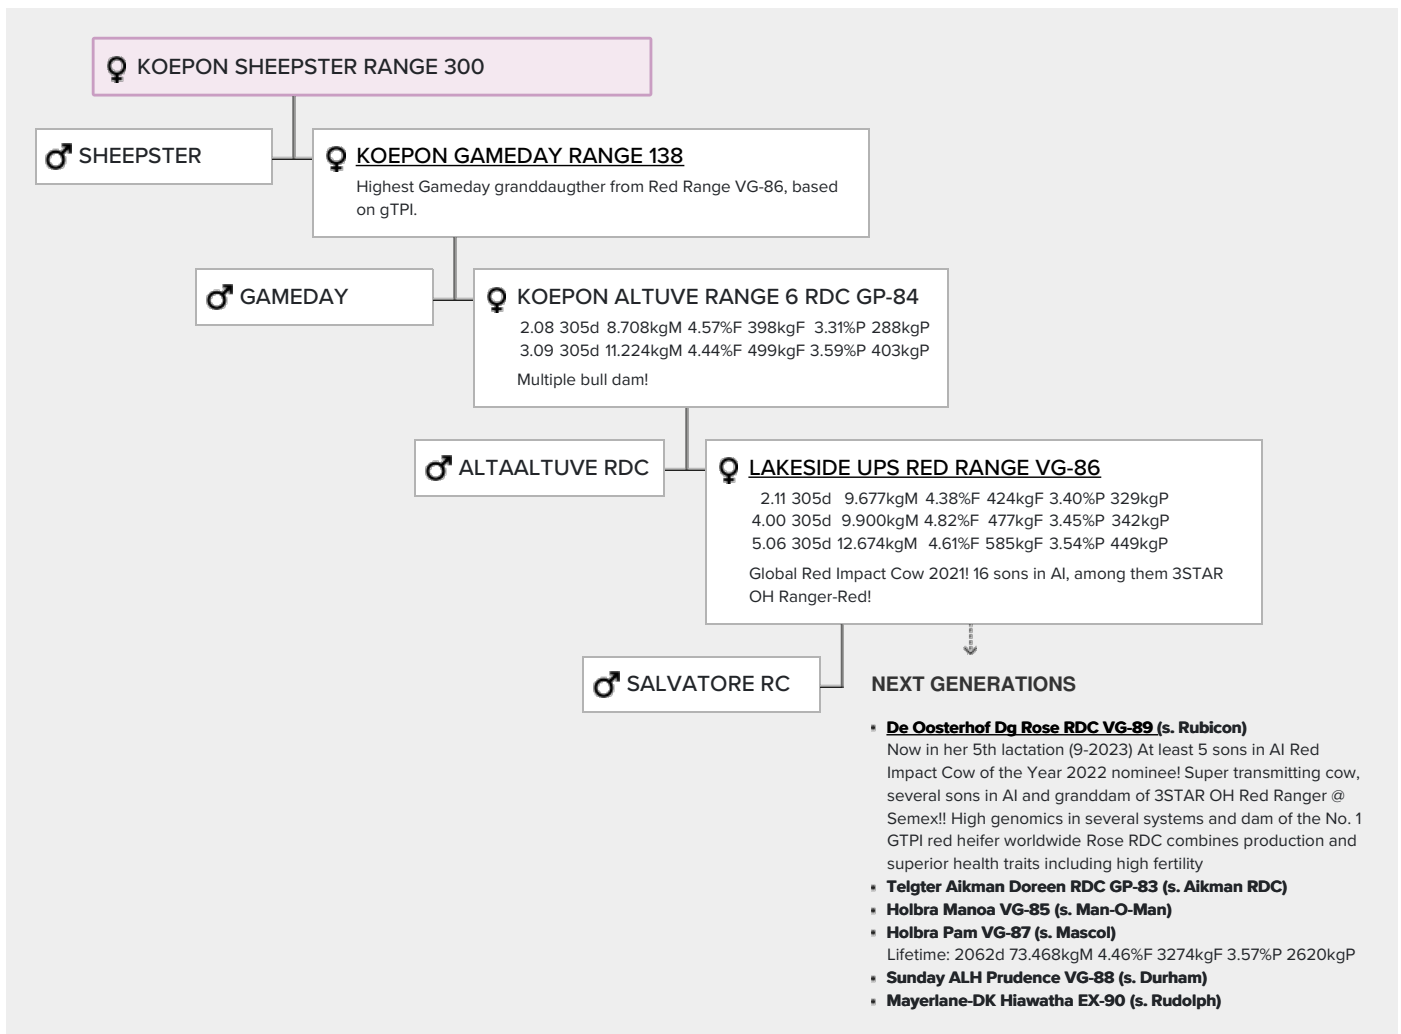 KOEPON SHEEPSTER RANGE 300
SHEEPSTER
KOEPON GAMEDAY RANGE 138
Highest Gameday granddaugther from Red Range VG-86, based
on gTPI.
GAMEDAY
KOEPON ALTUVE RANGE 6 RDC GP-84
2.08 305d 8.708kgM 4.57%F 398kgF 3.31%P 288kgP
3.09 305d 11.224kgM 4.44%F 499kgF 3.59%P 403kgP
Multiple bull dam!
ALTAALTUVE RDC
LAKESIDE UPS RED RANGE VG-86
2.11 305d 9.677kgM 4.38%F 424kgF 3.40%P 329kgP
4.00 305d 9.900kgM 4.82%F 477kgF 3.45%P 342kgP
5.06 305d 12.674kgM 4.61%F 585kgF 3.54%P 449kgP
Global Red Impact Cow 2021! 16 sons in AI, among them 3STAR
OH Ranger-Red!
SALVATORE RC
NEXT GENERATIONS
De Oosterhof Dg Rose RDC VG-89 (s. Rubicon)
Now in her 5th lactation (9-2023) At least 5 sons in AI Red
Impact Cow of the Year 2022 nominee! Super transmitting cow,
several sons in AI and granddam of 3STAR OH Red Ranger @
Semex!! High genomics in several systems and dam of the No. 1
GTPI red heifer worldwide Rose RDC combines production and
superior health traits including high fertility
Telgter Aikman Doreen RDC GP-83 (s. Aikman RDC)
Holbra Manoa VG-85 (s. Man-O-Man)
Holbra Pam VG-87 (s. Mascol)
Lifetime: 2062d 73.468kgM 4.46%F 3274kgF 3.57%P 2620kgP
Sunday ALH Prudence VG-88 (s. Durham)
Mayerlane-DK Hiawatha EX-90 (s. Rudolph)